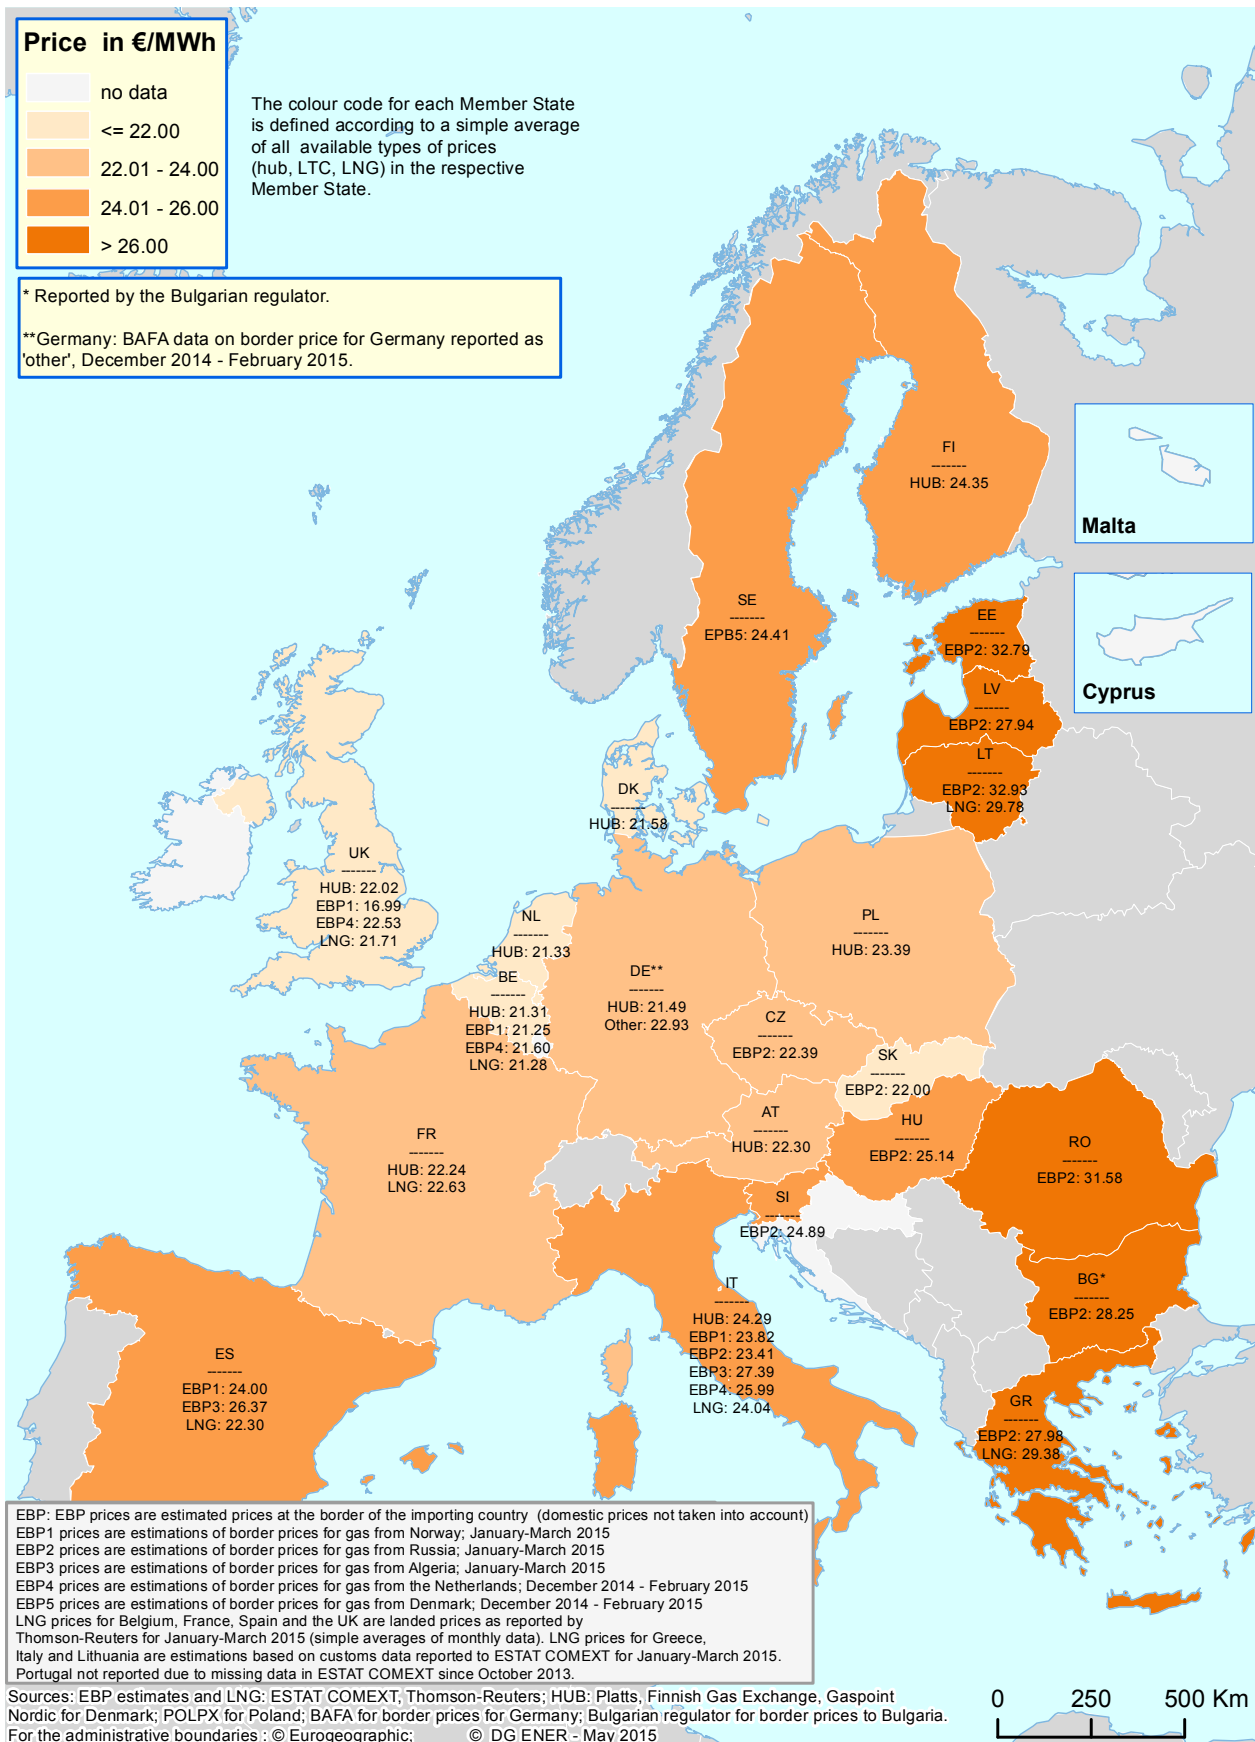 Price in €/MWh
no data
<= 22.00
22.01 - 24.00
24.01 - 26.00
> 26.00
The colour code for each Member State
is defined according to a simple average
of all available types of prices
(hub, LTC, LNG) in the respective
Member State.
* Reported by the Bulgarian regulator.
**Germany: BAFA data on border price for Germany reported as
'other', December 2014 - February 2015.
FI
-------
HUB: 24.35
Malta
SE
-------
EPB5: 24.41
EE
-------
EBP2: 32.79
Cyprus
LV
-------
EBP2: 27.94
LT
-------
EBP2: 32.93
LNG: 29.78
DK
-------
HUB: 21.58
UK
-------
HUB: 22.02
EBP1: 16.99
EBP4: 22.53
LNG: 21.71
NL
-------
HUB: 21.33
PL
-------
HUB: 23.39
BE
-------
HUB: 21.31
EBP1: 21.25
EBP4: 21.60
LNG: 21.28
DE**
-------
HUB: 21.49
Other: 22.93
CZ
-------
EBP2: 22.39
SK
-------
EBP2: 22.00
AT
-------
HUB: 22.30
HU
-------
EBP2: 25.14
FR
-------
HUB: 22.24
LNG: 22.63
RO
-------
EBP2: 31.58
SI
-------
EBP2: 24.89
BG*
-------
EBP2: 28.25
IT
-------
HUB: 24.29
EBP1: 23.82
EBP2: 23.41
EBP3: 27.39
EBP4: 25.99
LNG: 24.04
ES
-------
EBP1: 24.00
EBP3: 26.37
LNG: 22.30
GR
-------
EBP2: 27.98
LNG: 29.38
EBP: EBP prices are estimated prices at the border of the importing country (domestic prices not taken into account)
EBP1 prices are estimations of border prices for gas from Norway; January-March 2015
EBP2 prices are estimations of border prices for gas from Russia; January-March 2015
EBP3 prices are estimations of border prices for gas from Algeria; January-March 2015
EBP4 prices are estimations of border prices for gas from the Netherlands; December 2014 - February 2015
EBP5 prices are estimations of border prices for gas from Denmark; December 2014 - February 2015
LNG prices for Belgium, France, Spain and the UK are landed prices as reported by
Thomson-Reuters for January-March 2015 (simple averages of monthly data). LNG prices for Greece,
Italy and Lithuania are estimations based on customs data reported to ESTAT COMEXT for January-March 2015.
Portugal not reported due to missing data in ESTAT COMEXT since October 2013.
Sources: EBP estimates and LNG: ESTAT COMEXT, Thomson-Reuters; HUB: Platts, Finnish Gas Exchange, Gaspoint
Nordic for Denmark; POLPX for Poland; BAFA for border prices for Germany; Bulgarian regulator for border prices to Bulgaria.
For the administrative boundaries : © Eurogeographic; © DG ENER - May 2015
0 250 500 Km